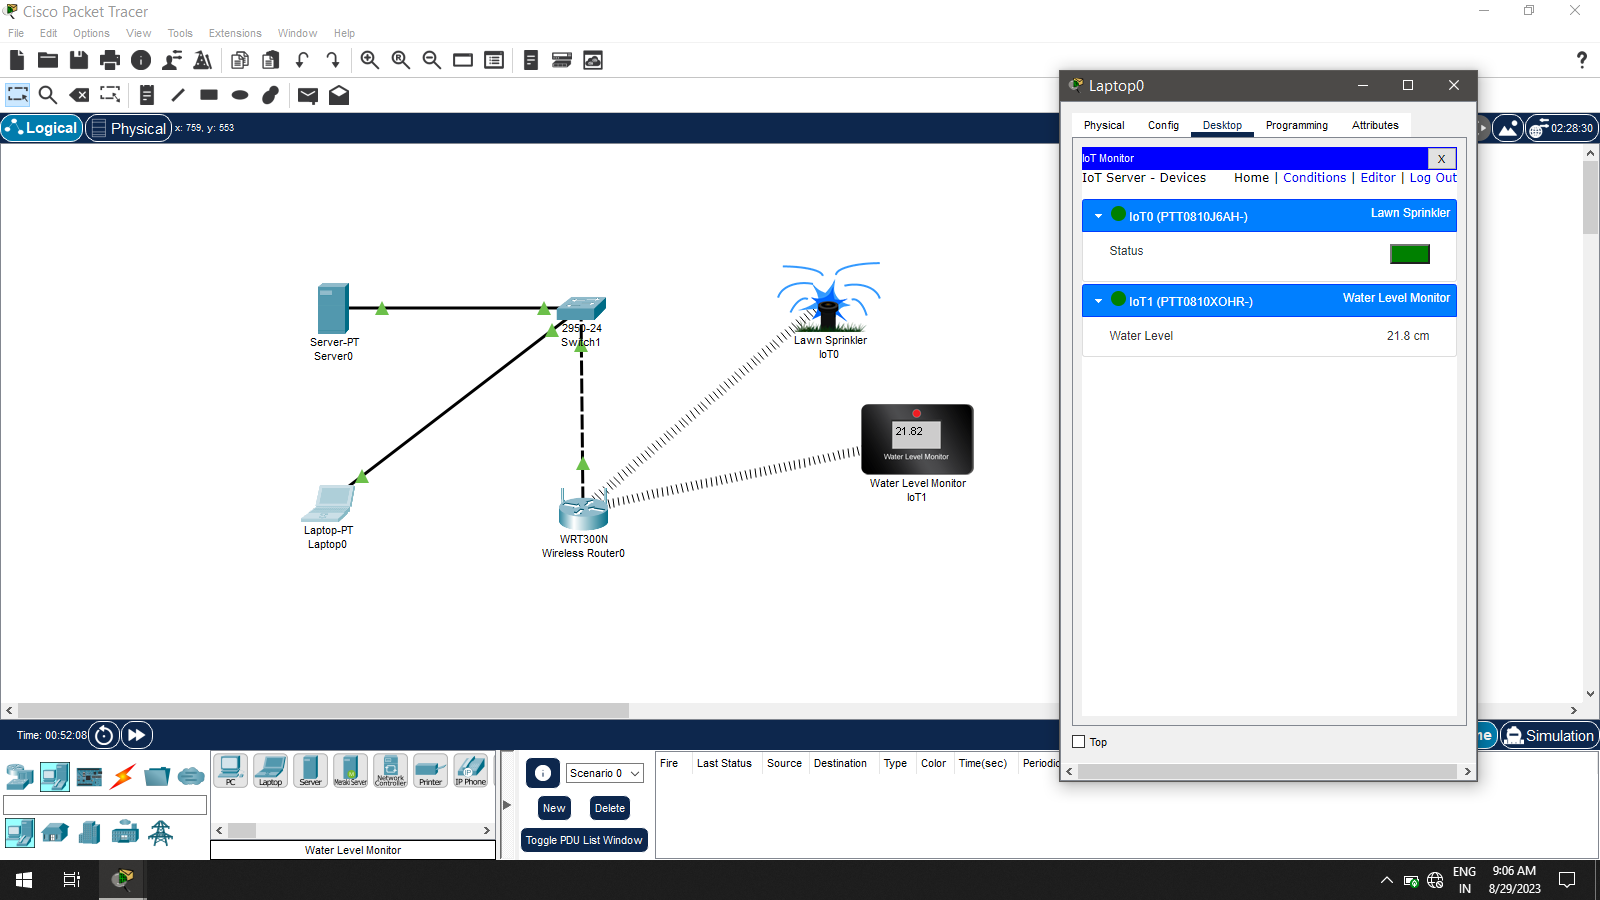 Cisco Packet Tracer
File Edit Options View Tools Extensions Window Help
?
Logical Physical x: 759, y: 553
02:28:30
Server-PT
Server0
2950-24
Switch1
Lawn Sprinkler
IoT0
21.82
Water Level Monitor
Water Level Monitor
IoT1
Laptop-PT
Laptop0
WRT300N
Wireless Router0
Laptop0
Physical Config Desktop Programming Attributes
IoT Monitor X
IoT Server - Devices Home | Conditions | Editor | Log Out
IoT0 (PTT0810J6AH-) Lawn Sprinkler
Status
IoT1 (PTT0810XOHR-) Water Level Monitor
Water Level 21.8 cm
Top
Time: 00:52:08
Simulation
PC Laptop Server Meraki Server Network Controller Printer IP Phone
Water Level Monitor
Scenario 0
New Delete
Toggle PDU List Window
Fire Last Status Source Destination Type Color Time(sec) Periodic
ENG
IN
9:06 AM
8/29/2023